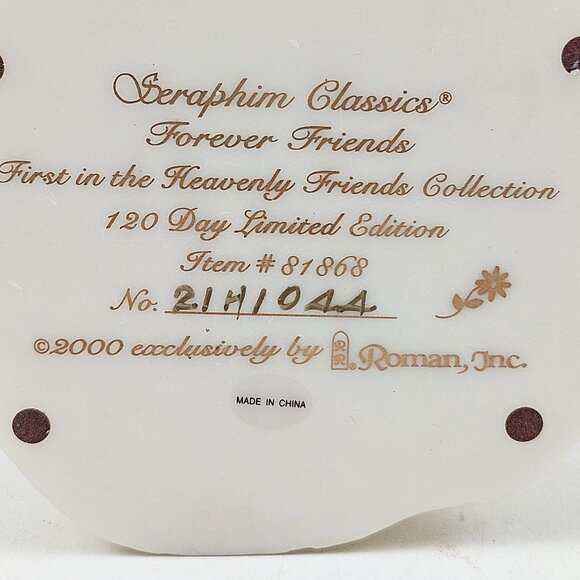 Seraphim Classics®
Forever Friends
First in the Heavenly Friends Collection
120 Day Limited Edition
Item # 81868
No. 21H1044
©2000 exclusively by Roman, Inc.
MADE IN CHINA